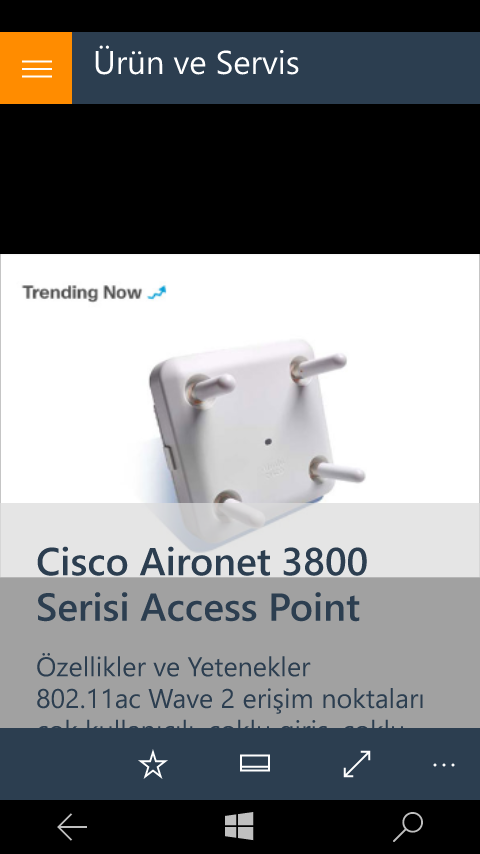 Ürün ve Servis
Trending Now
Cisco Aironet 3800
Serisi Access Point
Özellikler ve Yetenekler
802.11ac Wave 2 erişim noktaları